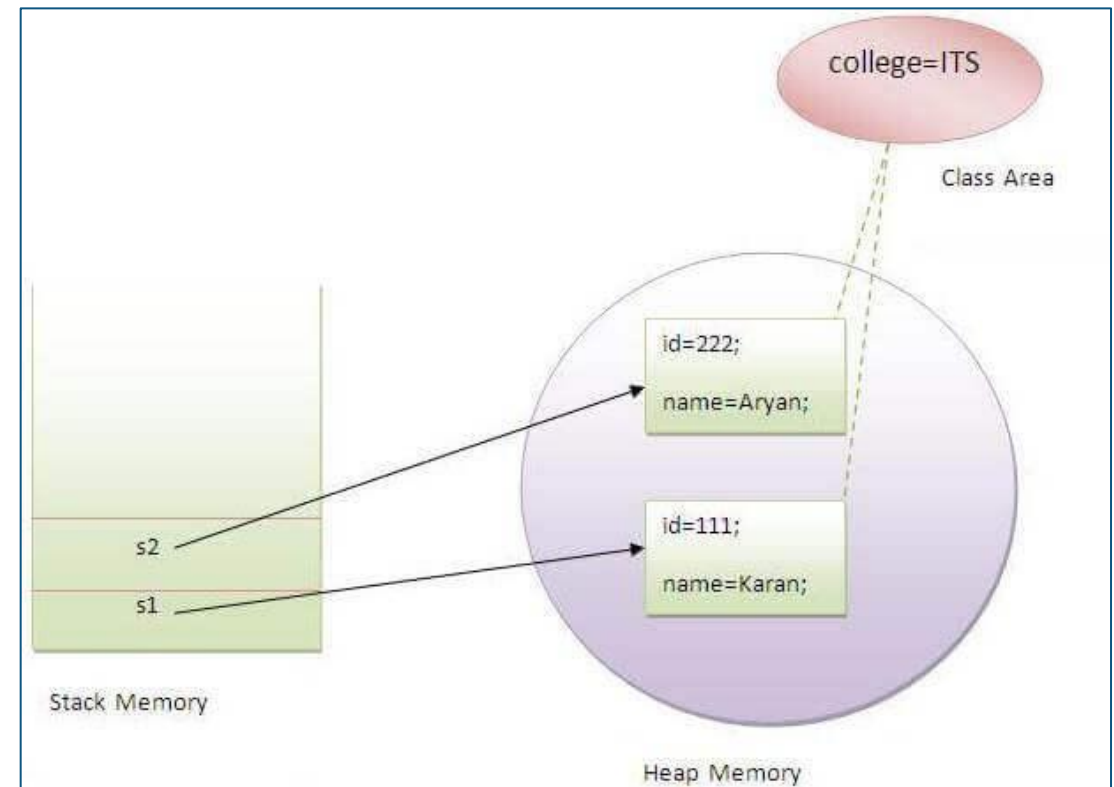 college=ITS
Class Area
id=222;
name=Aryan;
s2
id=111;
name=Karan;
s1
Stack Memory
Heap Memory